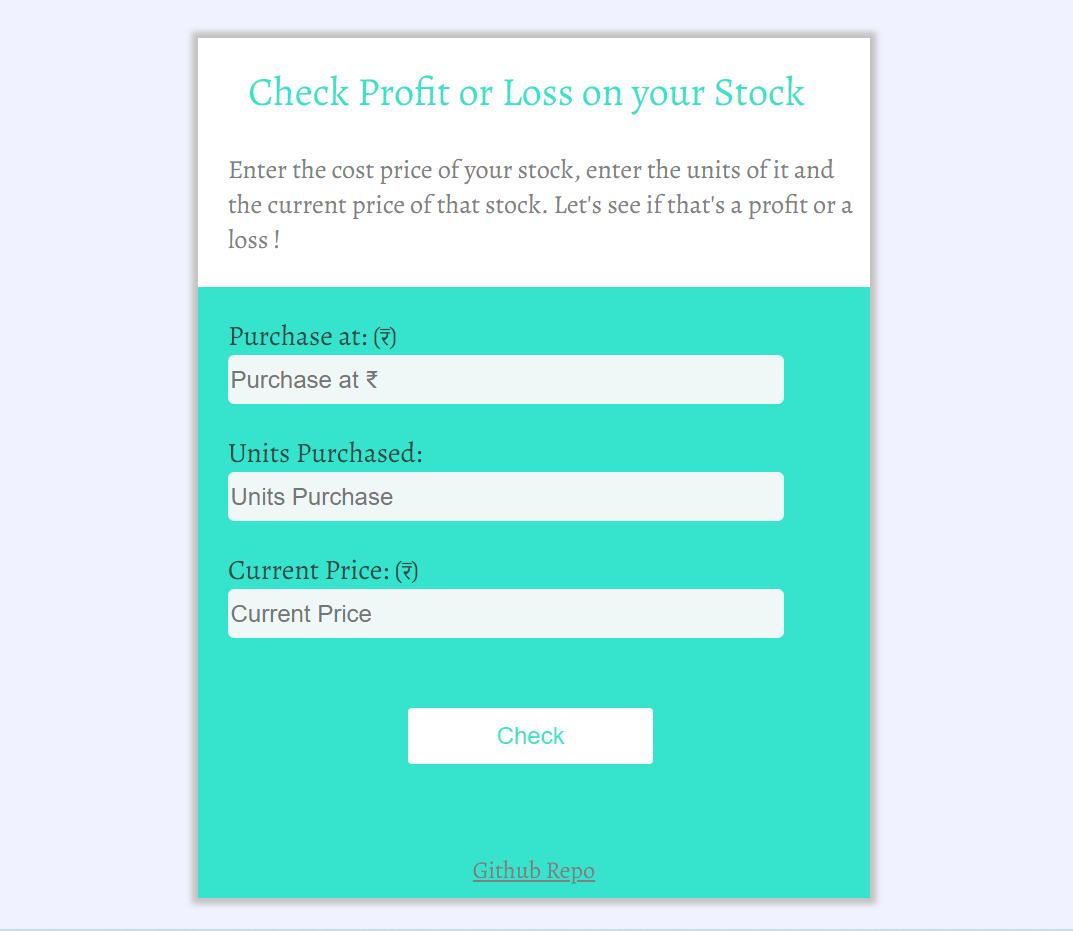 Check Profit or Loss on your Stock
Enter the cost price of your stock, enter the units of it and
the current price of that stock. Let's see if that's a profit or a
loss !
Purchase at: (₹)
Purchase at ₹
Units Purchased:
Units Purchase
Current Price: (₹)
Current Price
Check
Github Repo